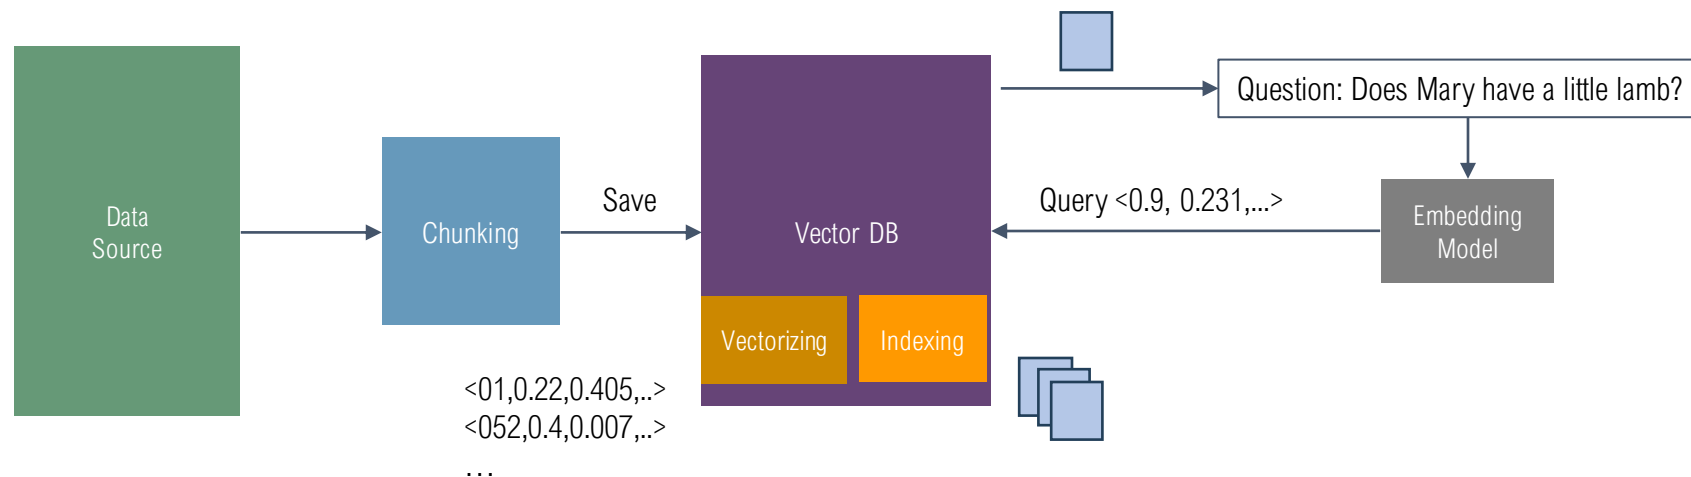 Data
Source
Chunking
Save
Vector DB
Vectorizing
Indexing
<01,0.22,0.405,..>
<052,0.4,0.007,..>
...
Question: Does Mary have a little lamb?
Query <0.9, 0.231,...>
Embedding
Model